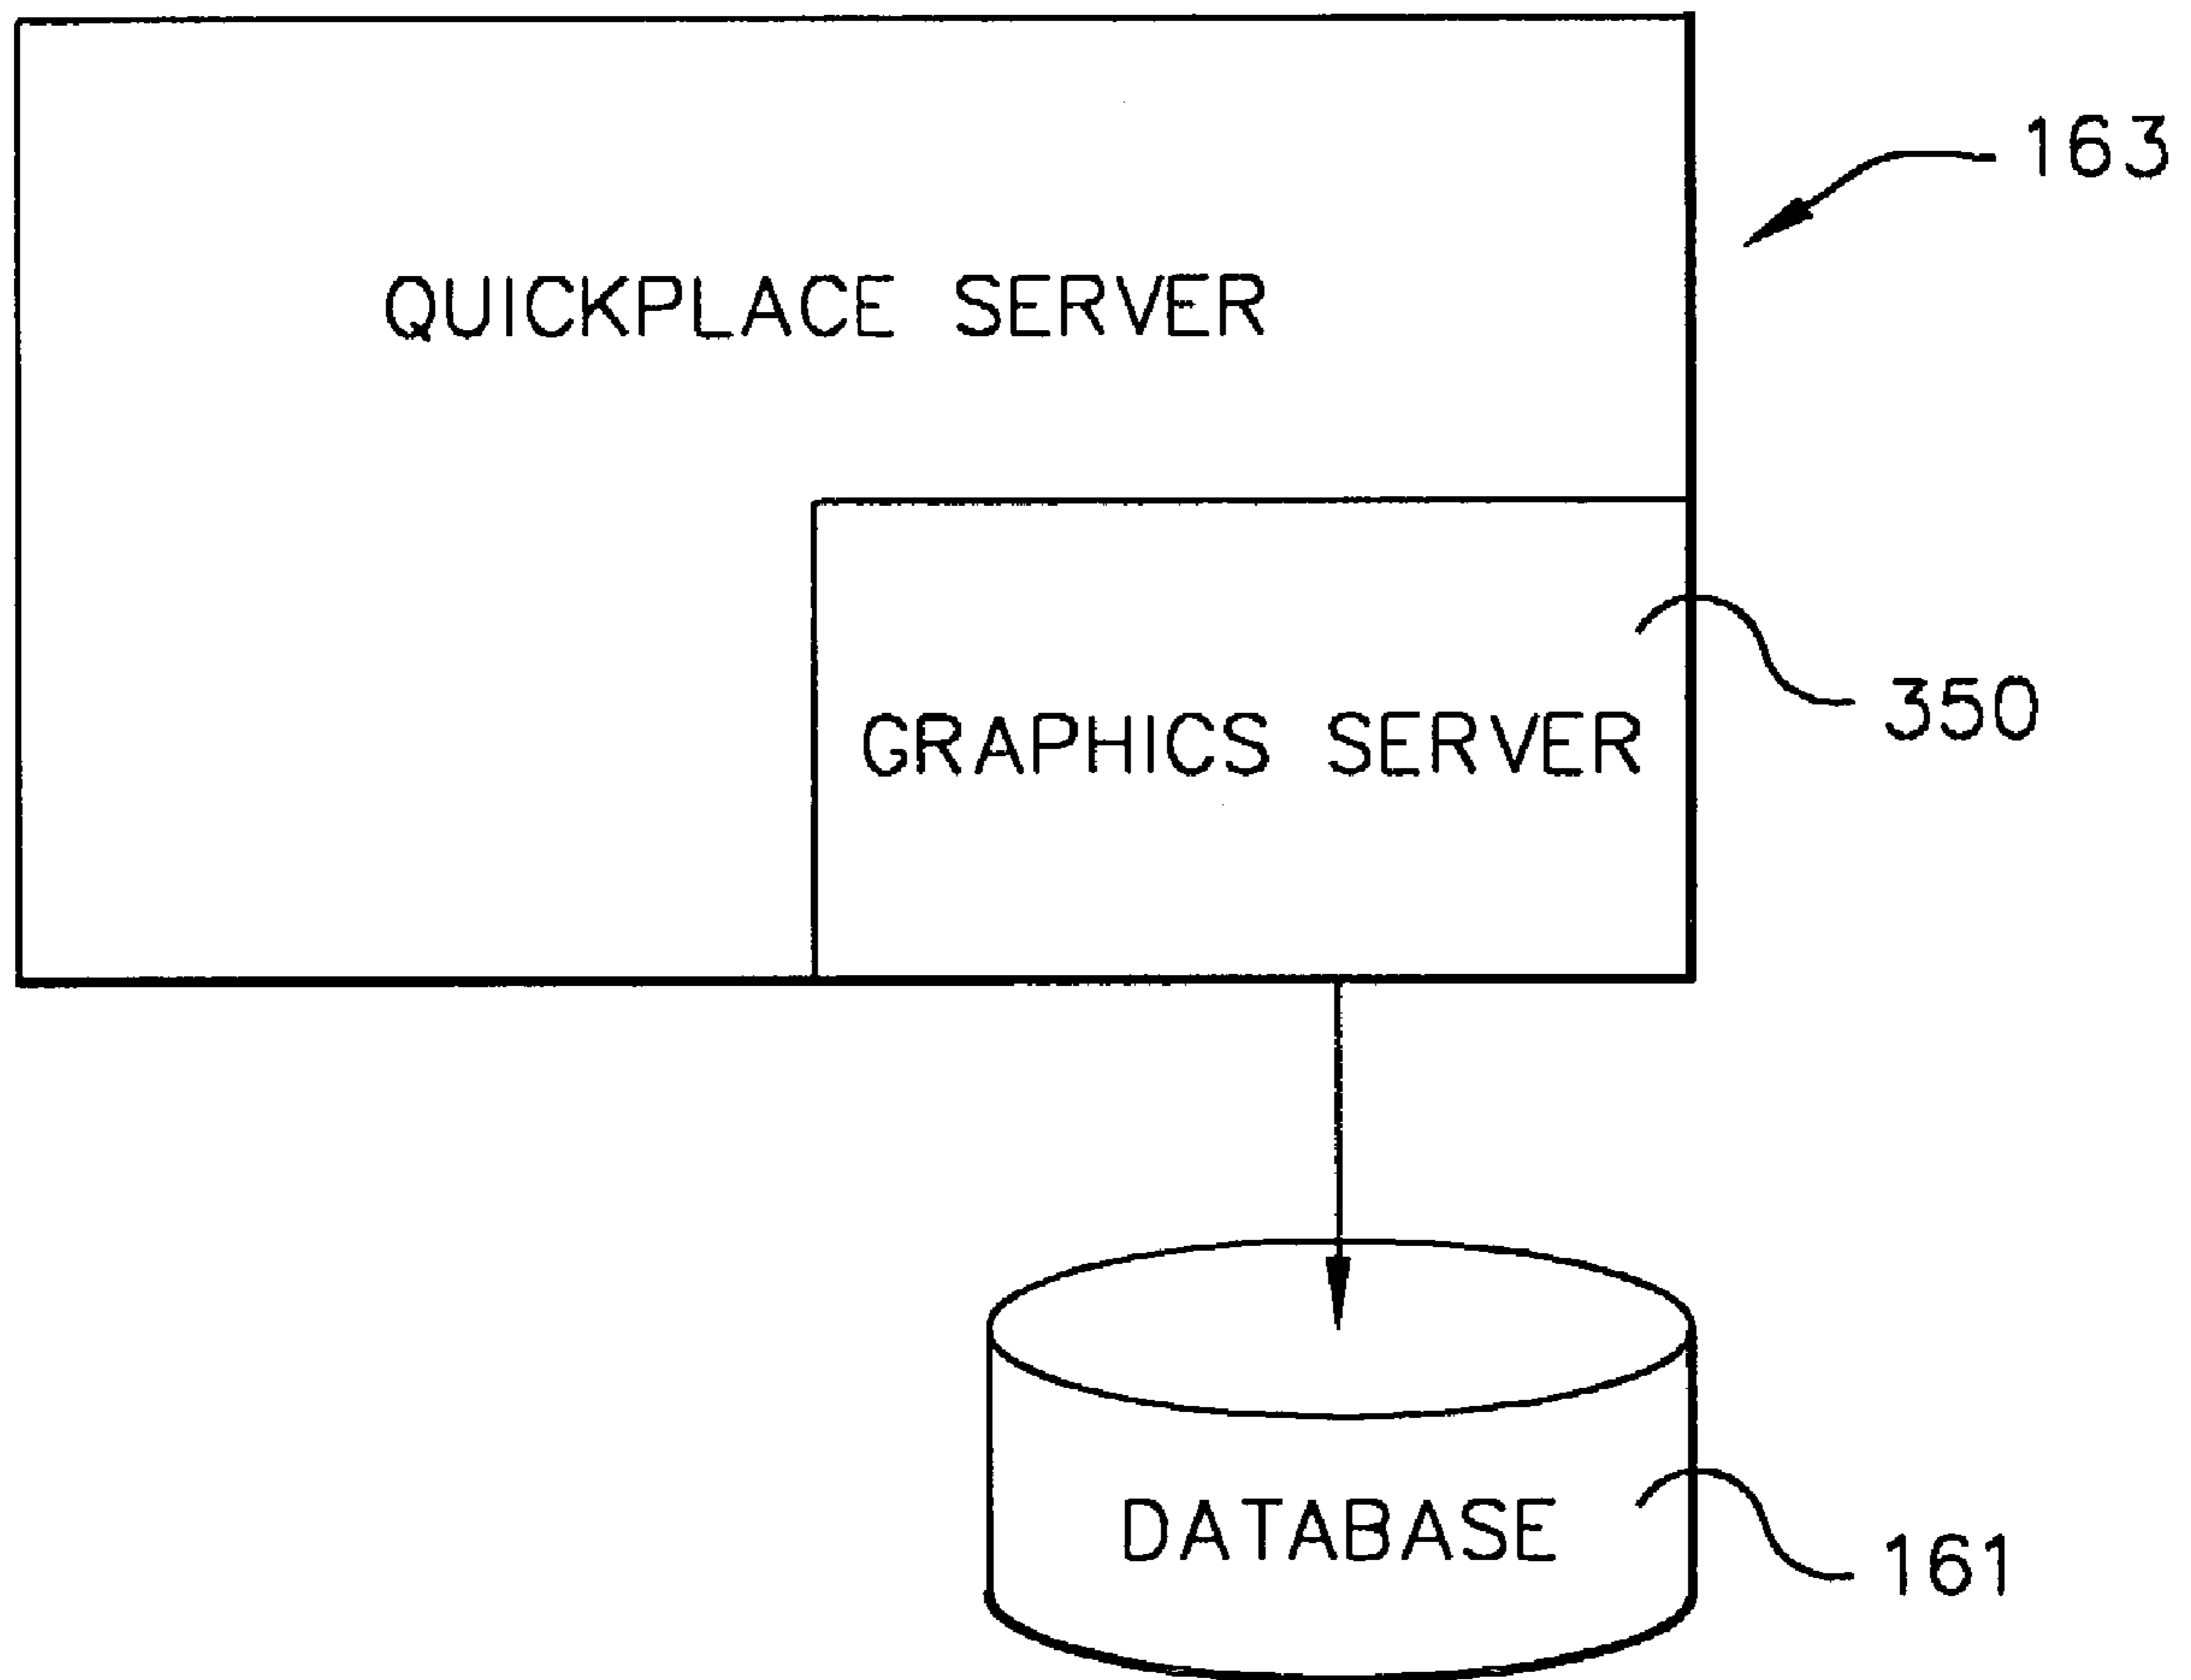 163
QUICKPLACE SERVER
350
GRAPHICS SERVER
DATABASE
161